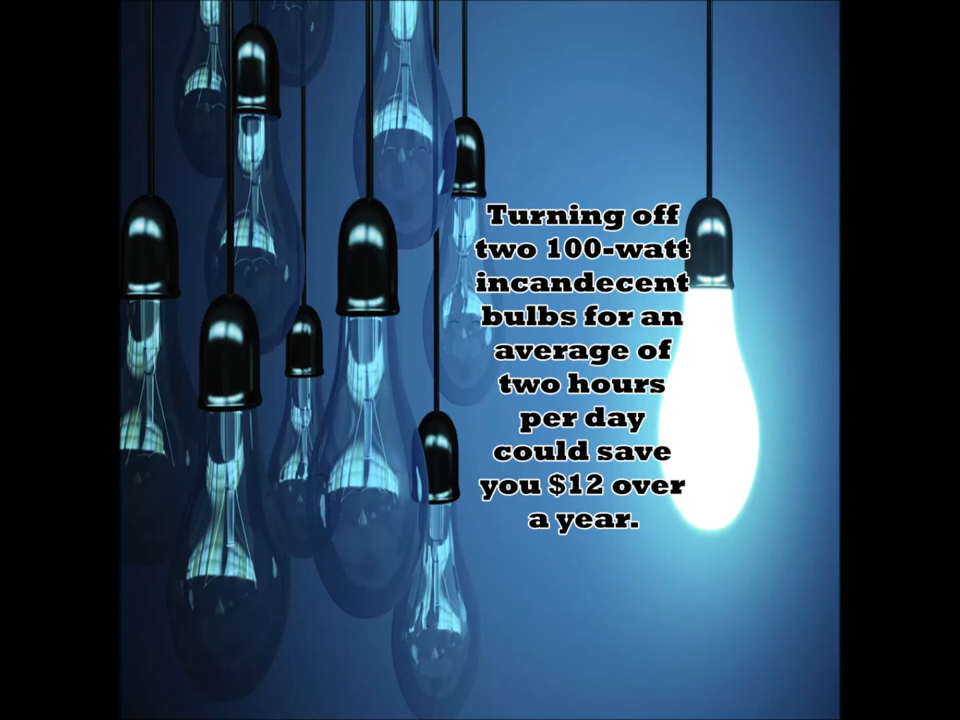 Turning off
two 100-watt
incandecent
bulbs for an
average of
two hours
per day
could save
you $12 over
a year.